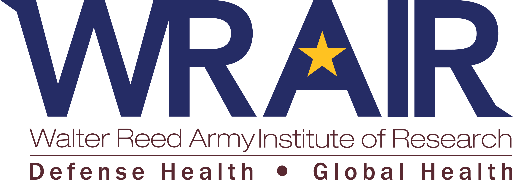 WRAIR
Walter Reed Army Institute of Research
Defense Health • Global Health